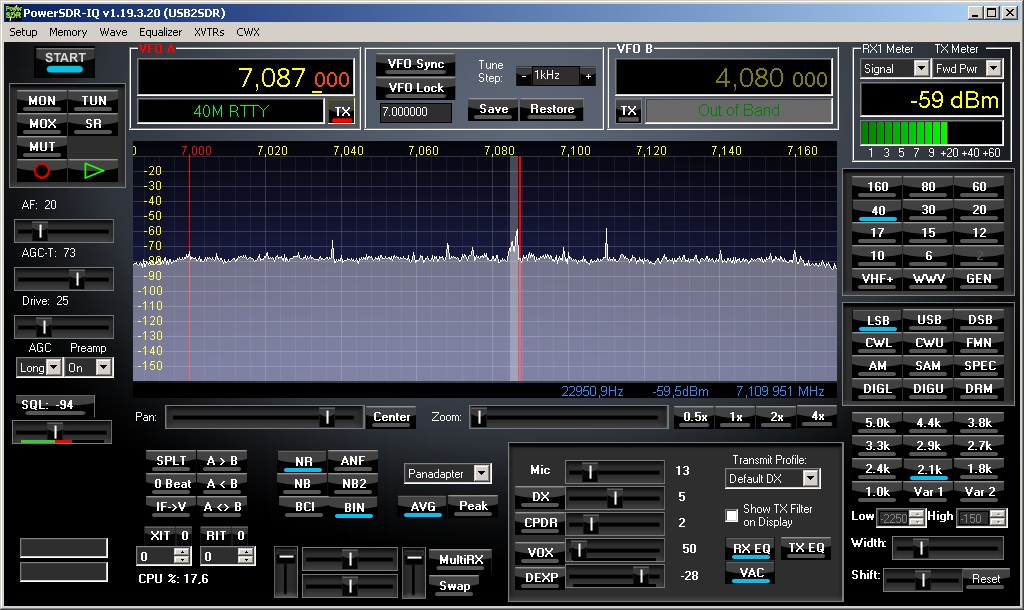 PowerSDR-IQ v1.19.3.20 (USB2SDR)
Setup Memory Wave Equalizer XVTRs CWX
START
MON TUN
MOX SR
MUT
AF: 20
AGC-T: 73
Drive: 25
AGC Preamp
Long On
SQL: -94
VFO A
7,087 000
40M RTTY TX
VFO Sync
VFO Lock
7.000000
Tune Step: - 1kHz +
Save Restore
VFO B
4,080 000
TX Out of Band
RX1 Meter TX Meter
Signal Fwd Pwr
-59 dBm
1 3 5 7 9 +20 +40 +60
0 7,000 7,020 7,040 7,060 7,080 7,100 7,120 7,140 7,160
-20
-30
-40
-50
-60
-70
-80
-90
-100
-110
-120
-130
-140
-150
22950,9Hz -59,5dBm 7,109 951 MHz
Pan: Center Zoom: 0.5x 1x 2x 4x
160 80 60
40 30 20
17 15 12
10 6 2
VHF+ WWV GEN
LSB USB DSB
CWL CWU FMN
AM SAM SPEC
DIGL DIGU DRM
5.0k 4.4k 3.8k
3.3k 2.9k 2.7k
2.4k 2.1k 1.8k
1.0k Var 1 Var 2
Low -2250 High -150
Width:
Shift: Reset
SPLT A > B
0 Beat A < B
IF->V A <> B
XIT 0 RIT 0
0 0
CPU %: 17,6
NR ANF
NB NB2
BCI BIN
Panadapter
AVG Peak
MultiRX
Swap
Mic 13
DX 5
CPDR 2
VOX 50
DEXP -28
Transmit Profile:
Default DX
Show TX Filter
on Display
RX EQ TX EQ
VAC